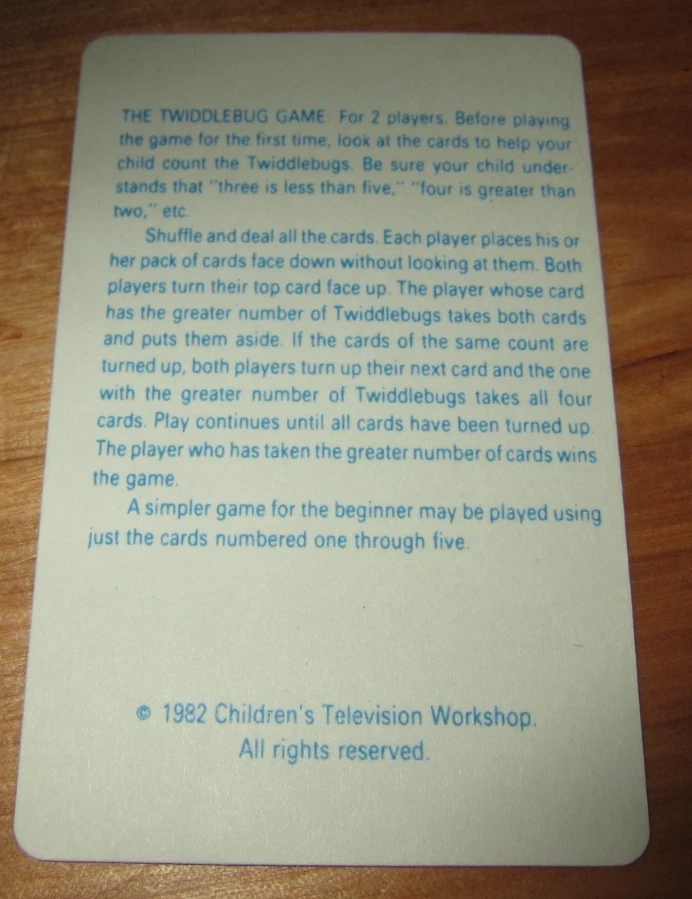 THE TWIDDLEBUG GAME: For 2 players. Before playing
the game for the first time, look at the cards to help your
child count the Twiddlebugs. Be sure your child under-
stands that "three is less than five," "four is greater than
two," etc.
Shuffle and deal all the cards. Each player places his or
her pack of cards face down without looking at them. Both
players turn their top card face up. The player whose card
has the greater number of Twiddlebugs takes both cards
and puts them aside. If the cards of the same count are
turned up, both players turn up their next card and the one
with the greater number of Twiddlebugs takes all four
cards. Play continues until all cards have been turned up.
The player who has taken the greater number of cards wins
the game.
A simpler game for the beginner may be played using
just the cards numbered one through five.
© 1982 Children's Television Workshop.
All rights reserved.